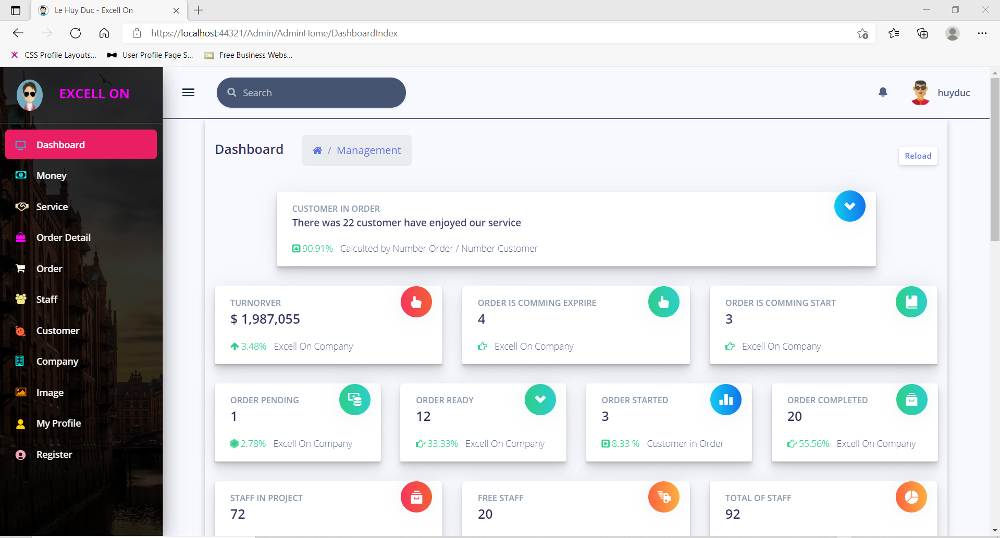 Le Huy Duc - Excell On
https://localhost:44321/Admin/AdminHome/DashboardIndex
CSS Profile Layouts...
User Profile Page S...
CSS
Free Business Webs...
EXCELL ON
Search
huyduc
Dashboard
Money
Service
Order Detail
Order
Staff
Customer
Company
Image
My Profile
Register
Dashboard
/ Management
Reload
CUSTOMER IN ORDER
There was 22 customer have enjoyed our service
90.91% Calculted by Number Order / Number Customer
TURNORVER
$ 1,987,055
3.48% Excell On Company
ORDER IS COMMING EXPRIRE
4
Excell On Company
ORDER IS COMMING START
3
Excell On Company
ORDER PENDING
1
2.78% Excell On Company
ORDER READY
12
33.33% Excell On Company
ORDER STARTED
3
8.33 % Customer in Order
ORDER COMPLETED
20
55.56% Excell On Company
STAFF IN PROJECT
72
FREE STAFF
20
TOTAL OF STAFF
92